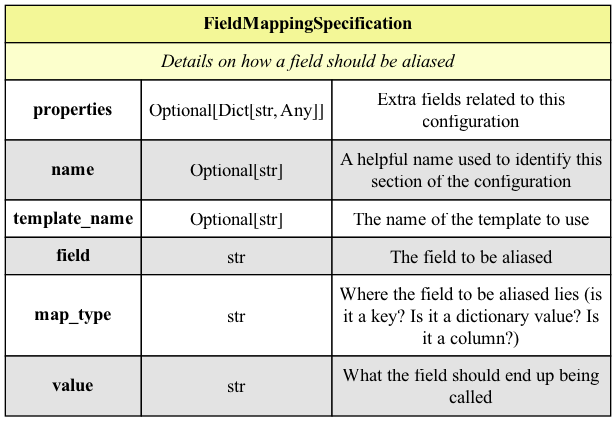 FieldMappingSpecification
Details on how a field should be aliased
properties
Optional[Dict[str, Any]]
Extra fields related to this
configuration
name
Optional[str]
A helpful name used to identify this
section of the configuration
template_name
Optional[str]
The name of the template to use
field
str
The field to be aliased
map_type
str
Where the field to be aliased lies (is
it a key? Is it a dictionary value? Is
it a column?)
value
str
What the field should end up being
called